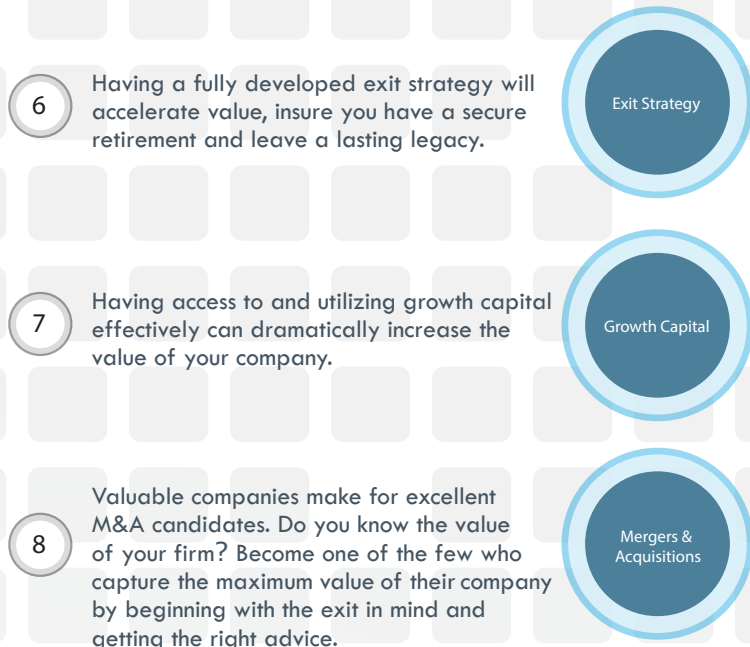 6
Having a fully developed exit strategy will
accelerate value, insure you have a secure
retirement and leave a lasting legacy.
Exit Strategy
7
Having access to and utilizing growth capital
effectively can dramatically increase the
value of your company.
Growth Capital
8
Valuable companies make for excellent
M&A candidates. Do you know the value
of your firm? Become one of the few who
capture the maximum value of their company
by beginning with the exit in mind and
getting the right advice.
Mergers &
Acquisitions